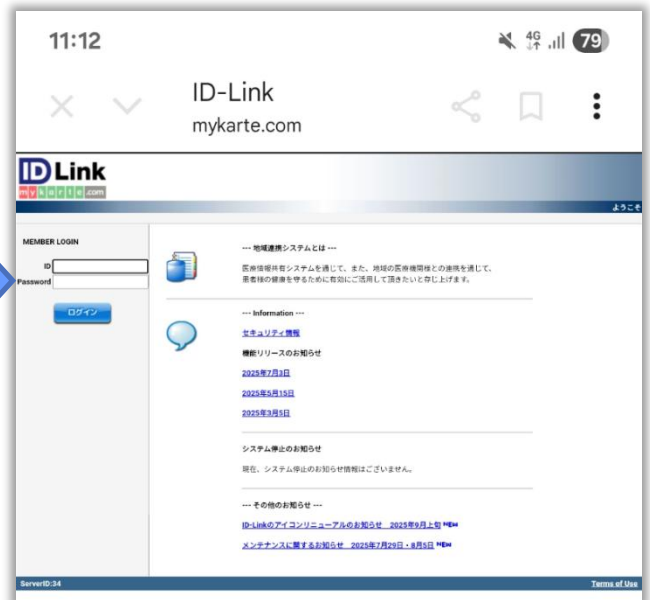 11:12
4G
79
ID-Link
mykarte.com
ID Link
mykarte.com
ようこそ
MEMBER LOGIN
ID
Password
ログイン
--- 地域連携システムとは ---
医療情報共有システムを通じて、また、地域の医療機関様との連携を通じて、
患者様の健康を守るために有効にご活用して頂きたいと存じ上げます。
--- Information ---
セキュリティ情報
機能リリースのお知らせ
2025年7月3日
2025年5月15日
2025年3月5日
システム停止のお知らせ
現在、システム停止のお知らせ情報はございません。
--- その他のお知らせ ---
ID-Linkのアイコンリニューアルのお知らせ　2025年9月上旬 NEW
メンテナンスに関するお知らせ　2025年7月29日・8月5日 NEW
ServerID:34
Terms of Use